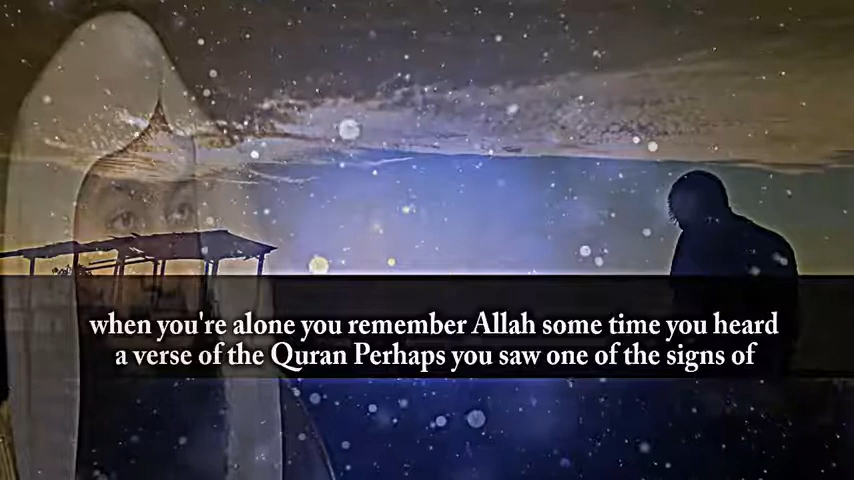 when you're alone you remember Allah some time you heard
a verse of the Quran Perhaps you saw one of the signs of